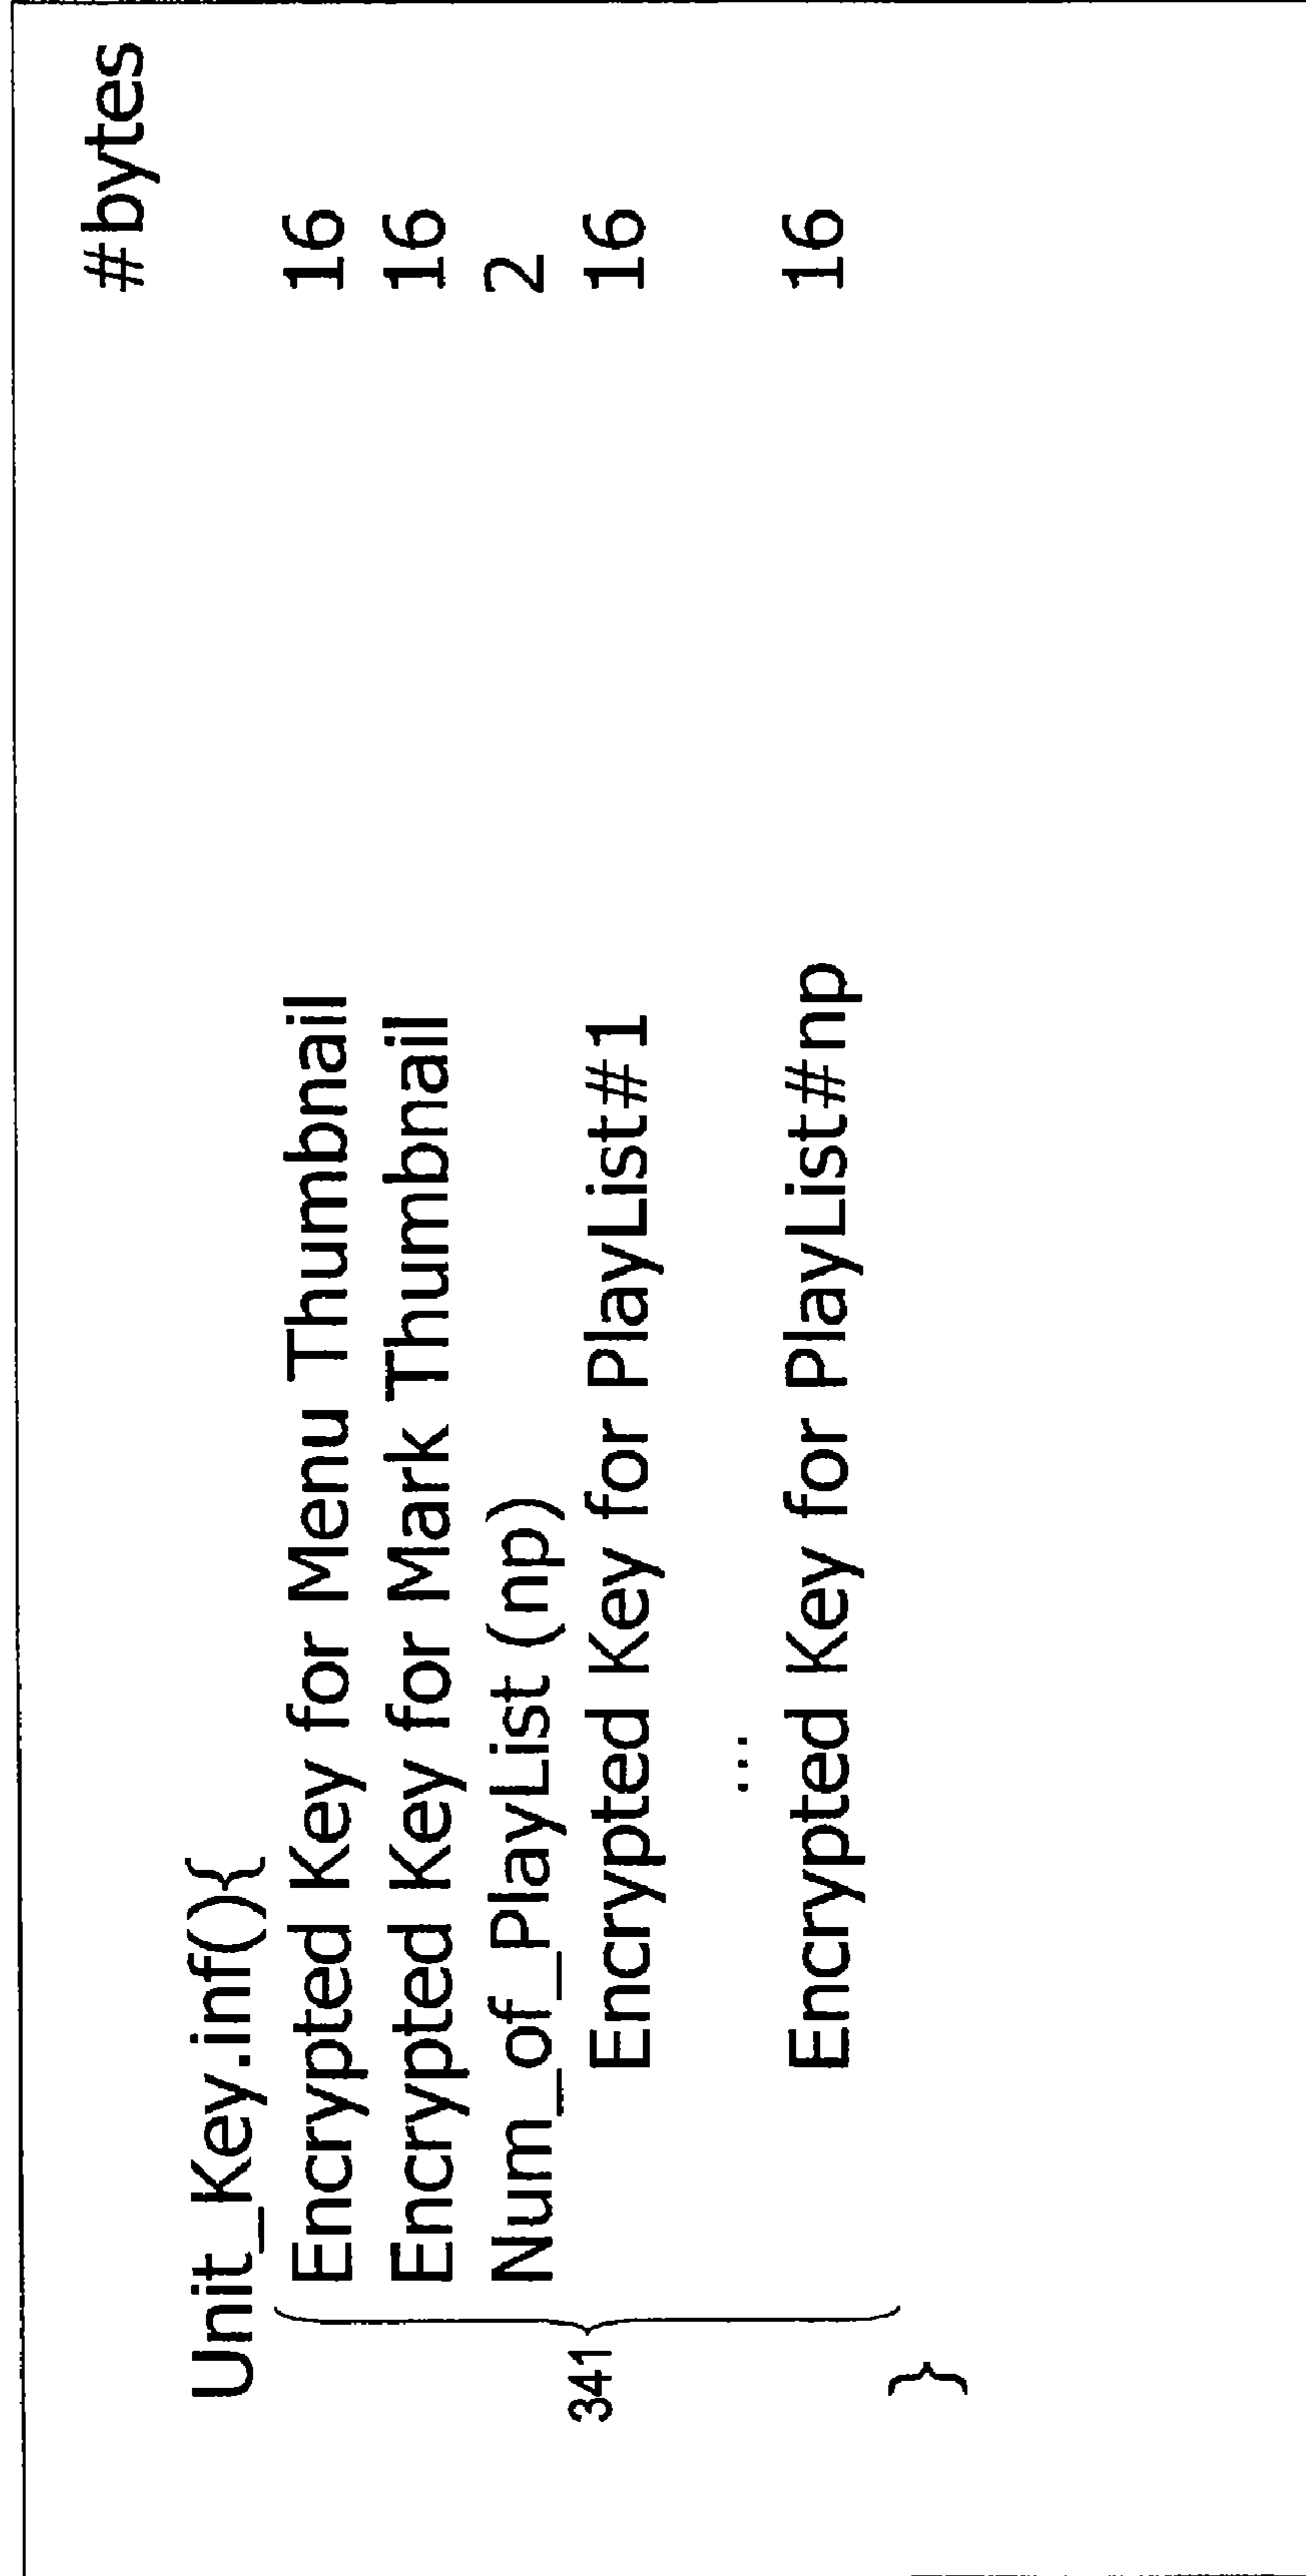 #bytes
Unit_Key.inf(){
Encrypted Key for Menu Thumbnail 16
Encrypted Key for Mark Thumbnail 16
Num_of_PlayList (np) 2
Encrypted Key for PlayList#1 16
...
Encrypted Key for PlayList#np 16
}
341